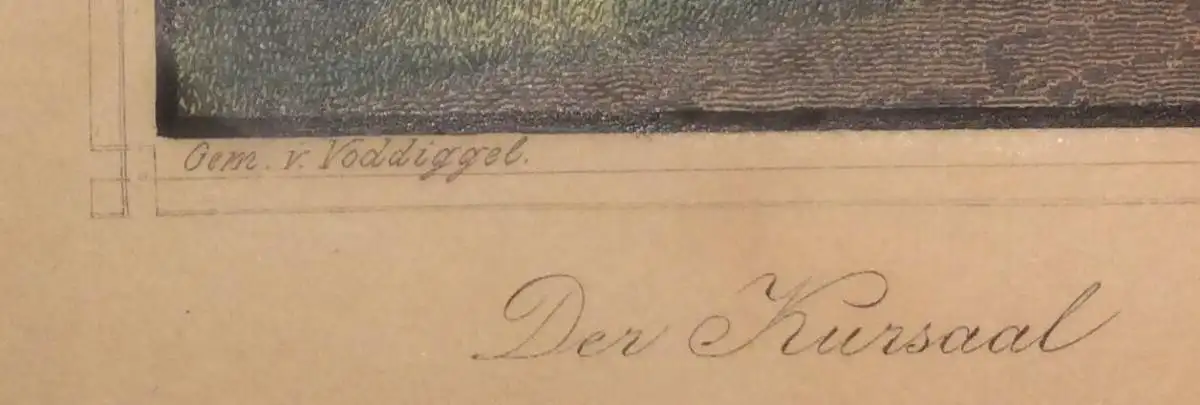 Gem. v. Voddiggel.
Der Kursaal